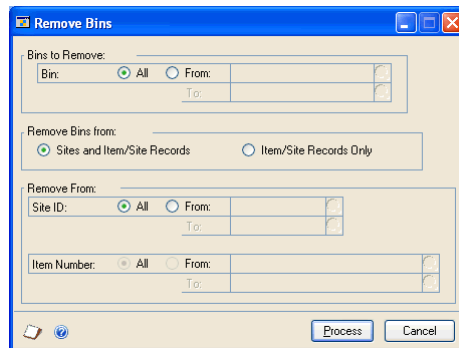 Remove Bins
Bins to Remove:
Bin: All From:
To:
Remove Bins from:
Sites and Item/Site Records Item/Site Records Only
Remove From:
Site ID: All From:
To:
Item Number: All From:
To:
Process Cancel